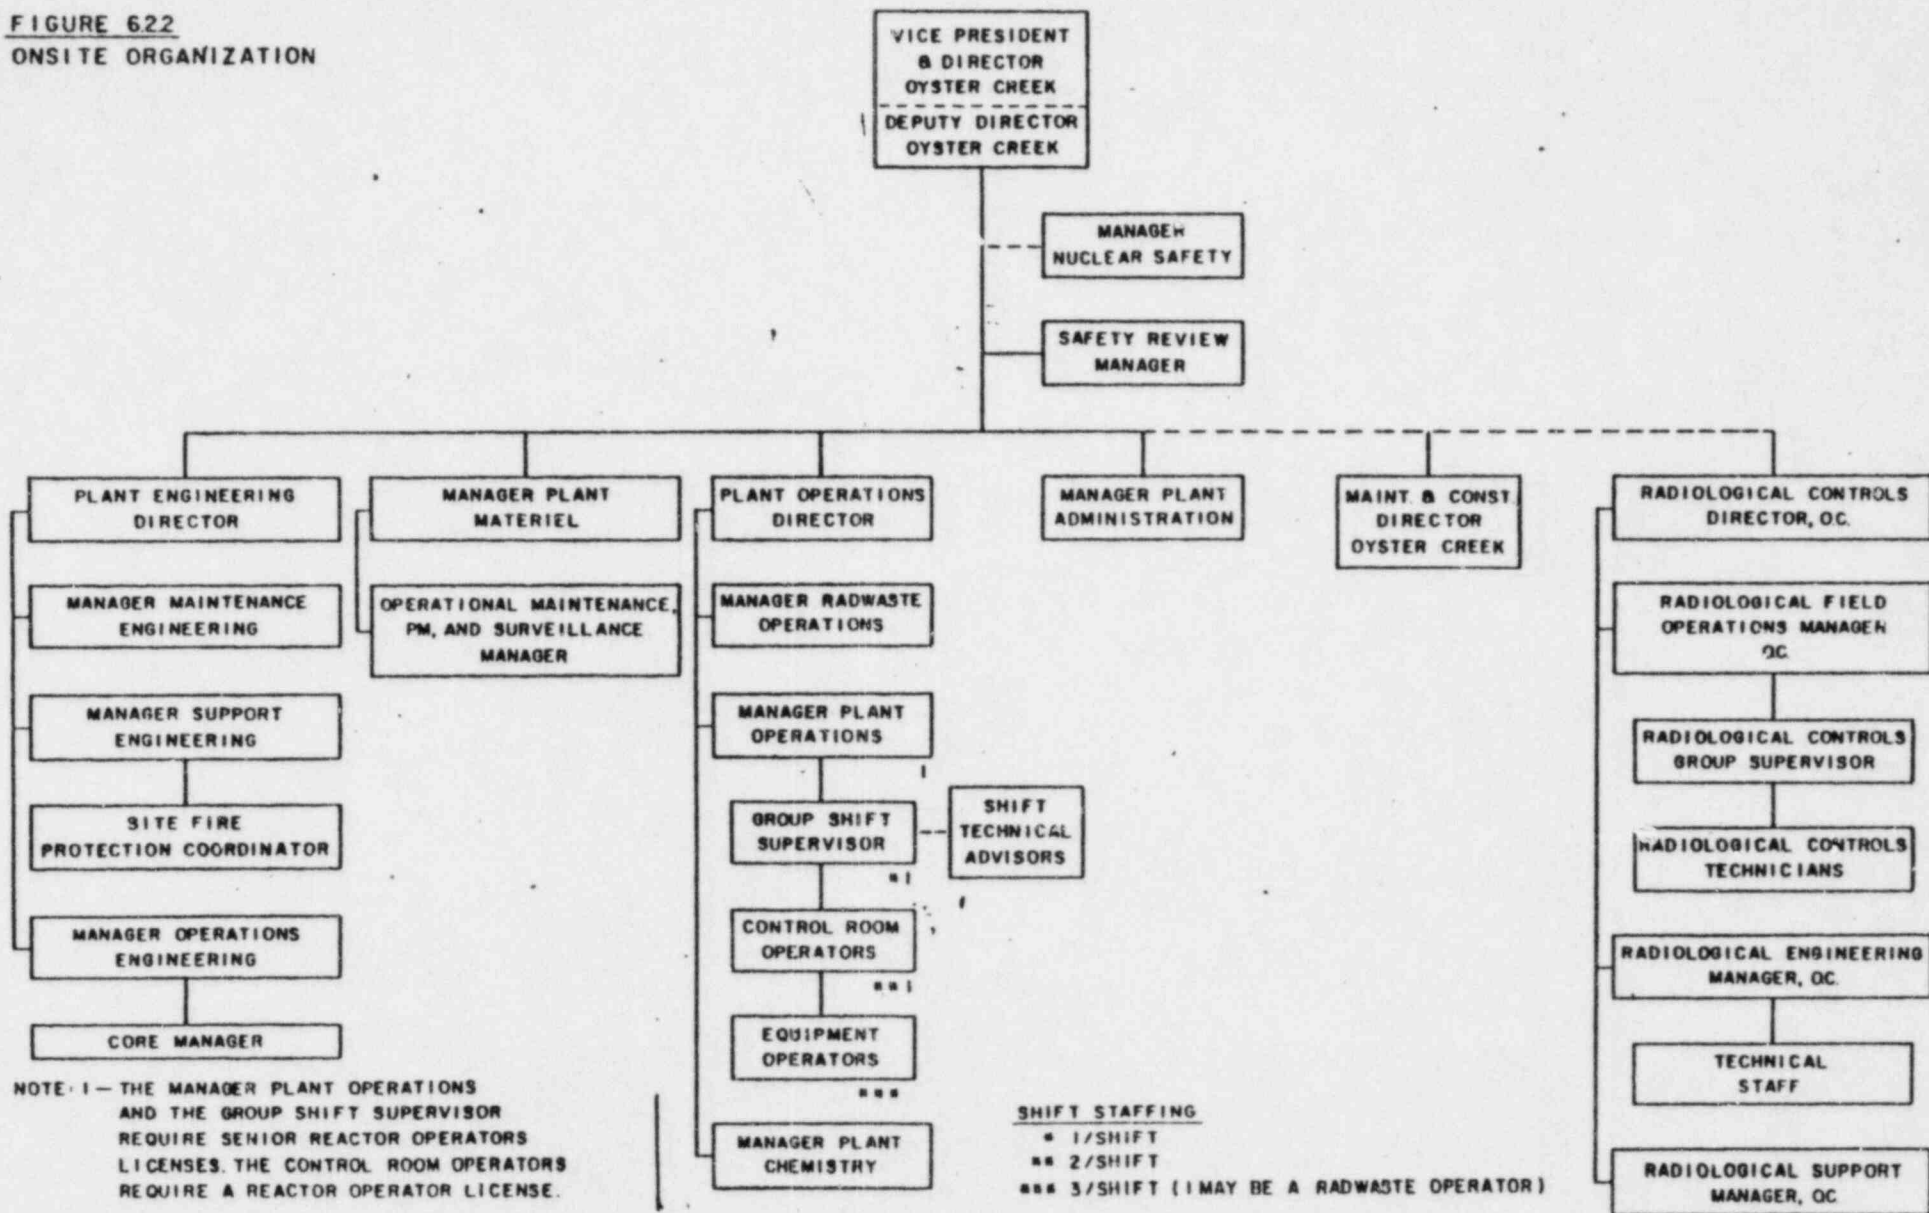 FIGURE 6.2.2
ONSITE ORGANIZATION
VICE PRESIDENT
& DIRECTOR
OYSTER CREEK
DEPUTY DIRECTOR
OYSTER CREEK
MANAGER
NUCLEAR SAFETY
SAFETY REVIEW
MANAGER
PLANT ENGINEERING
DIRECTOR
MANAGER MAINTENANCE
ENGINEERING
MANAGER SUPPORT
ENGINEERING
SITE FIRE
PROTECTION COORDINATOR
MANAGER OPERATIONS
ENGINEERING
CORE MANAGER
MANAGER PLANT
MATERIEL
OPERATIONAL MAINTENANCE,
PM, AND SURVEILLANCE
MANAGER
PLANT OPERATIONS
DIRECTOR
MANAGER RADWASTE
OPERATIONS
MANAGER PLANT
OPERATIONS
1
GROUP SHIFT
SUPERVISOR
* 1
SHIFT
TECHNICAL
ADVISORS
CONTROL ROOM
OPERATORS
** 1
EQUIPMENT
OPERATORS
***
MANAGER PLANT
CHEMISTRY
MANAGER PLANT
ADMINISTRATION
MAINT. & CONST.
DIRECTOR
OYSTER CREEK
RADIOLOGICAL CONTROLS
DIRECTOR, O.C.
RADIOLOGICAL FIELD
OPERATIONS MANAGER
O.C.
RADIOLOGICAL CONTROLS
GROUP SUPERVISOR
RADIOLOGICAL CONTROLS
TECHNICIANS
RADIOLOGICAL ENGINEERING
MANAGER, O.C.
TECHNICAL
STAFF
RADIOLOGICAL SUPPORT
MANAGER, O.C.
NOTE: 1 — THE MANAGER PLANT OPERATIONS
AND THE GROUP SHIFT SUPERVISOR
REQUIRE SENIOR REACTOR OPERATORS
LICENSES. THE CONTROL ROOM OPERATORS
REQUIRE A REACTOR OPERATOR LICENSE.
SHIFT STAFFING
* 1/SHIFT
** 2/SHIFT
*** 3/SHIFT (1 MAY BE A RADWASTE OPERATOR)